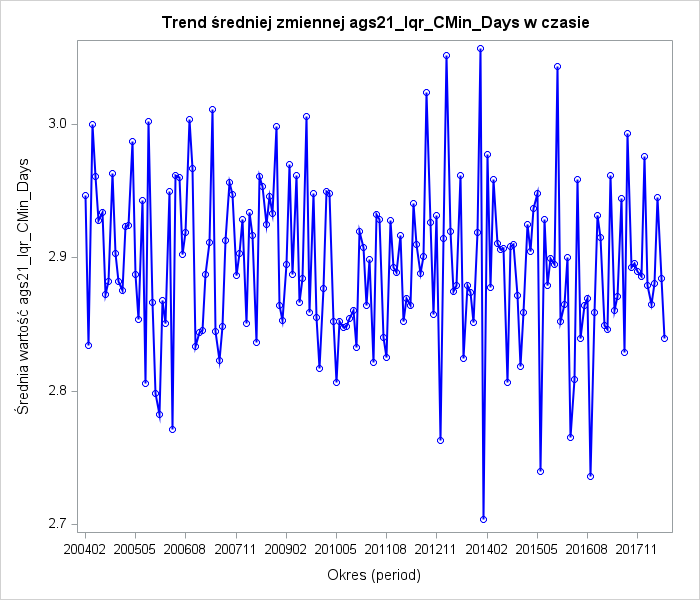 Trend średniej zmiennej ags21_Iqr_CMin_Days w czasie
Średnia wartość ags21_Iqr_CMin_Days
3.0
2.9
2.8
2.7
200402 200505 200608 200711 200902 201005 201108 201211 201402 201505 201608 201711
Okres (period)